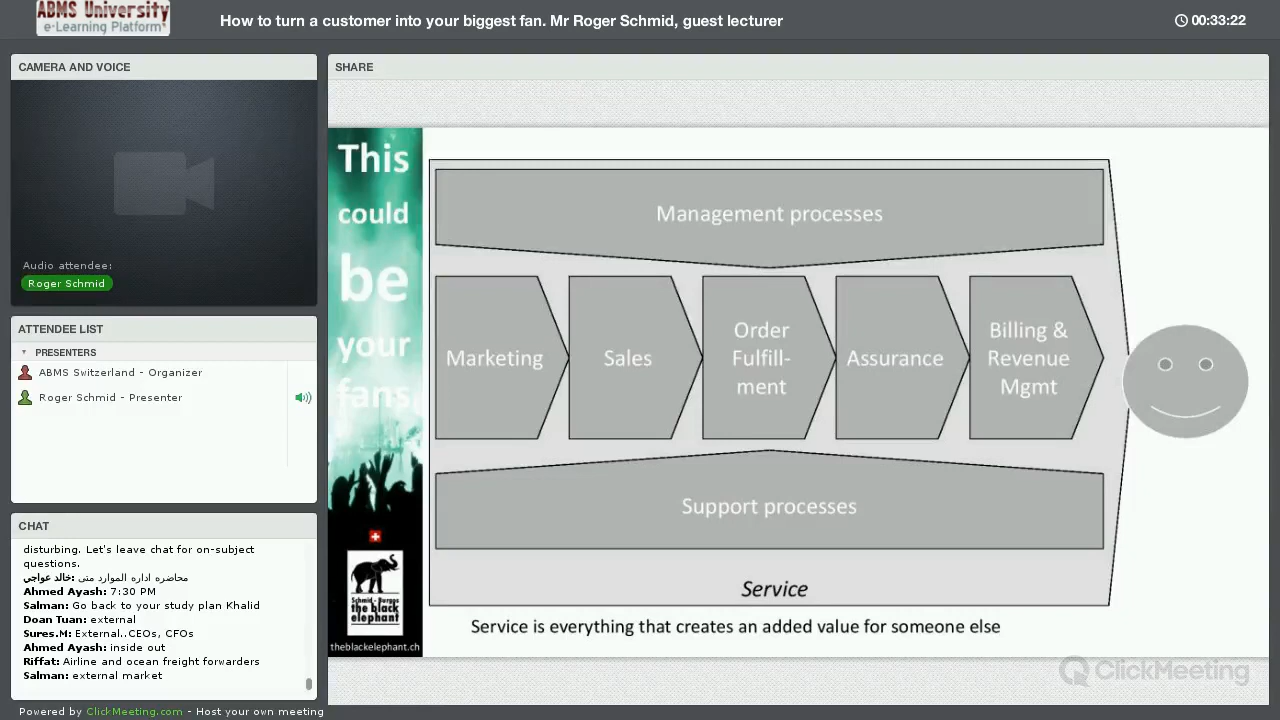 ABMS University
e-Learning Platform
How to turn a customer into your biggest fan. Mr Roger Schmid, guest lecturer
00:33:22
CAMERA AND VOICE
Audio attendee:
Roger Schmid
ATTENDEE LIST
PRESENTERS
ABMS Switzerland - Organizer
Roger Schmid - Presenter
CHAT
disturbing. Let's leave chat for on-subject
questions.
خالد عواجي: محاضره اداره الموارد متى
Ahmed Ayash: 7:30 PM
Salman: Go back to your study plan Khalid
Doan Tuan: external
Sures.M: External..CEOs, CFOs
Ahmed Ayash: inside out
Riffat: Airline and ocean freight forwarders
Salman: external market
Powered by ClickMeeting.com - Host your own meeting
SHARE
This
could
be
your
fans.
Schmid - Burgos
the black
elephant
theblackelephant.ch
Management processes
Marketing
Sales
Order
Fulfill-
ment
Assurance
Billing &
Revenue
Mgmt
Support processes
Service
Service is everything that creates an added value for someone else
ClickMeeting